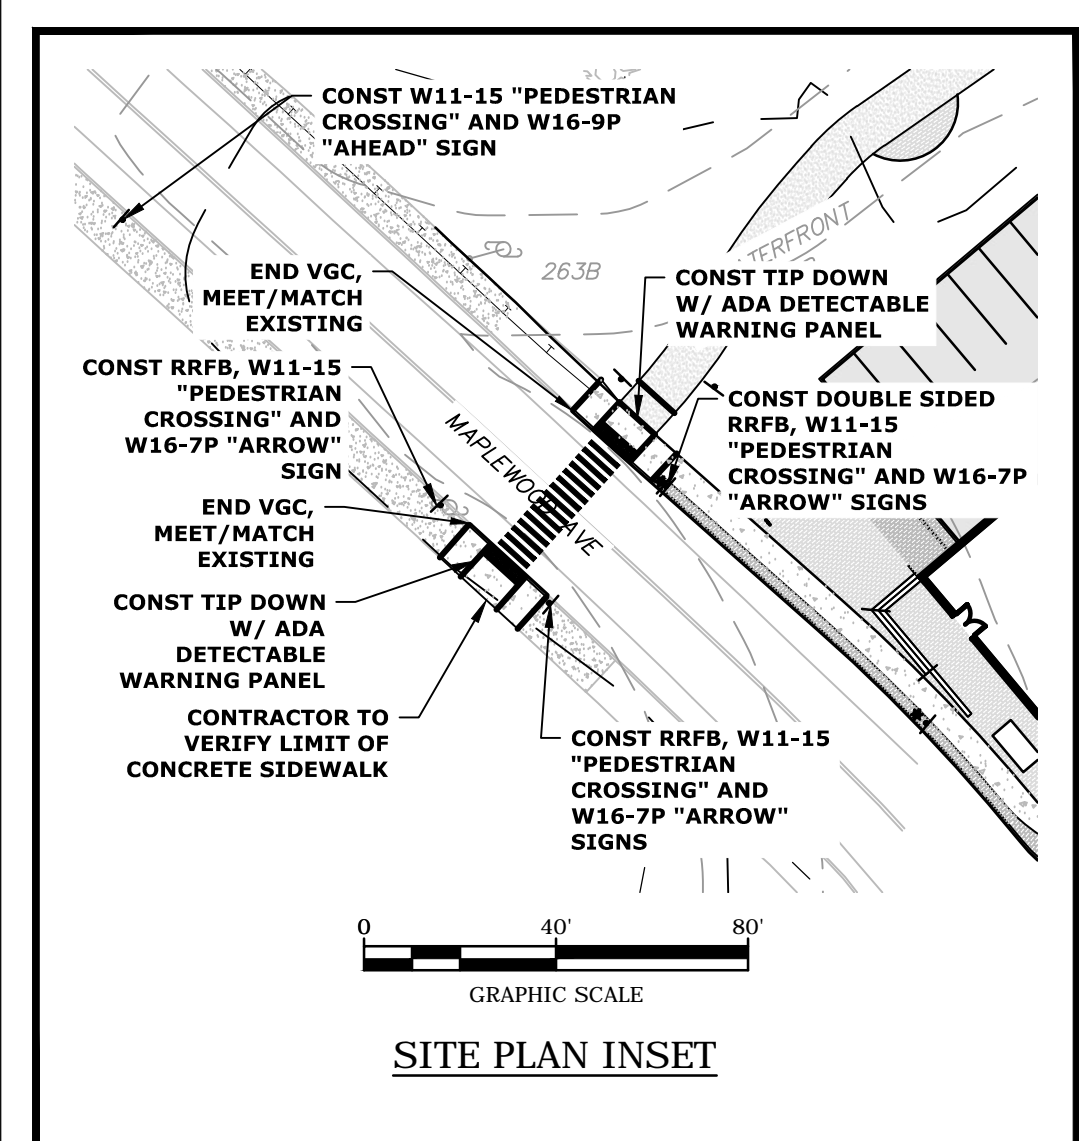 CONST W11-15 "PEDESTRIAN
CROSSING" AND W16-9P
"AHEAD" SIGN
END VGC,
MEET/MATCH
EXISTING
263B
CONST TIP DOWN
W/ ADA DETECTABLE
WARNING PANEL
CONST RRFB, W11-15
"PEDESTRIAN
CROSSING" AND
W16-7P "ARROW"
SIGN
MAPLEWOOD AVE
CONST DOUBLE SIDED
RRFB, W11-15
"PEDESTRIAN
CROSSING" AND W16-7P
"ARROW" SIGNS
END VGC,
MEET/MATCH
EXISTING
CONST TIP DOWN
W/ ADA
DETECTABLE
WARNING PANEL
CONTRACTOR TO
VERIFY LIMIT OF
CONCRETE SIDEWALK
CONST RRFB, W11-15
"PEDESTRIAN
CROSSING" AND
W16-7P "ARROW"
SIGNS
0 40' 80'
GRAPHIC SCALE
SITE PLAN INSET